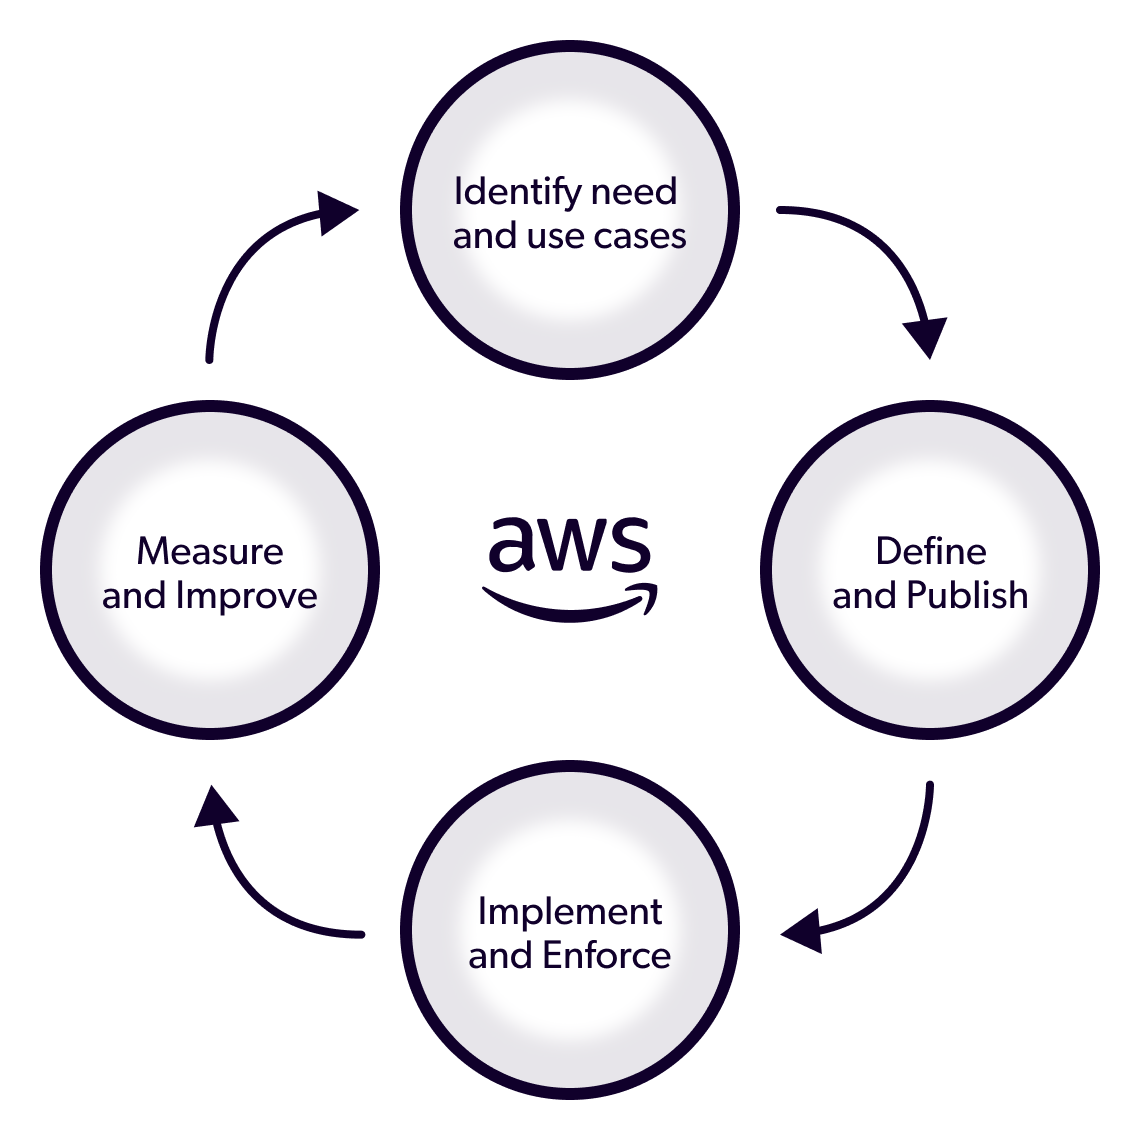 Identify need
and use cases
Measure
and Improve
aws
Define
and Publish
Implement
and Enforce